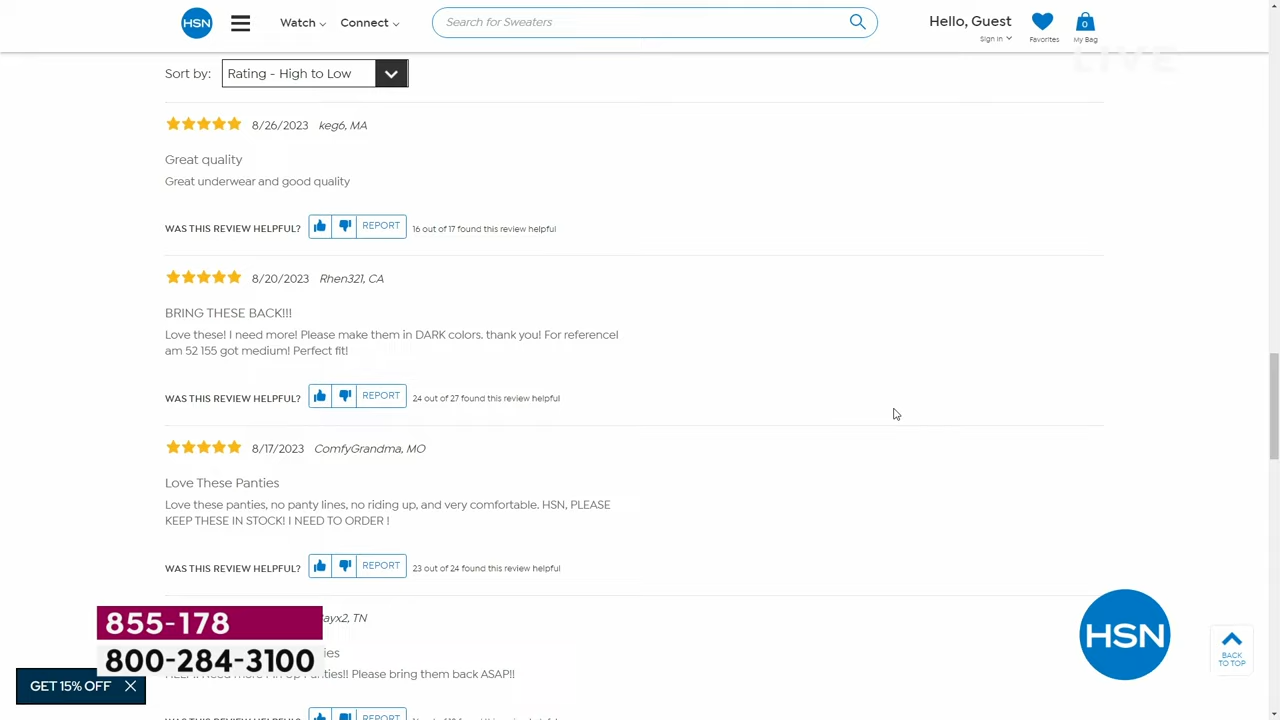 HSN
Watch
Connect
Search for Sweaters
Hello, Guest
Sign In
Favorites
0
My Bag
LIVE
Sort by:
Rating - High to Low
8/26/2023 keg6, MA
Great quality
Great underwear and good quality
WAS THIS REVIEW HELPFUL? REPORT 16 out of 17 found this review helpful
8/20/2023 Rhen321, CA
BRING THESE BACK!!!
Love these! I need more! Please make them in DARK colors. thank you! For referenceI
am 52 155 got medium! Perfect fit!
WAS THIS REVIEW HELPFUL? REPORT 24 out of 27 found this review helpful
8/17/2023 ComfyGrandma, MO
Love These Panties
Love these panties, no panty lines, no riding up, and very comfortable. HSN, PLEASE
KEEP THESE IN STOCK! I NEED TO ORDER !
WAS THIS REVIEW HELPFUL? REPORT 23 out of 24 found this review helpful
855-178
800-284-3100
ayx2, TN
ies
Please bring them back ASAP!!
REPORT
GET 15% OFF
HSN
BACK
TO TOP